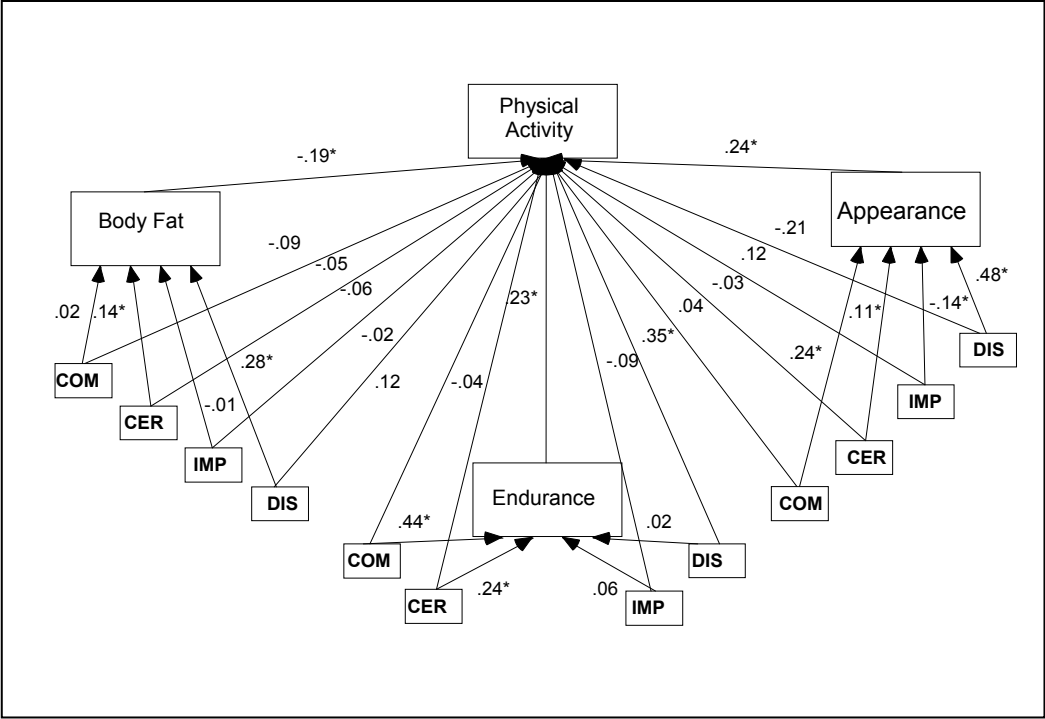 Physical
Activity
-.19*
.24*
Body Fat
Appearance
-.09
-.21
-.05
.12
-.06
-.03
.48*
.23*
.02
.14*
.04
.11*
-.14*
-.02
.35*
DIS
.28*
-.09
.24*
COM
.12
-.04
IMP
-.01
CER
CER
IMP
Endurance
DIS
COM
.44*
.02
COM
DIS
.24*
.06
CER
IMP